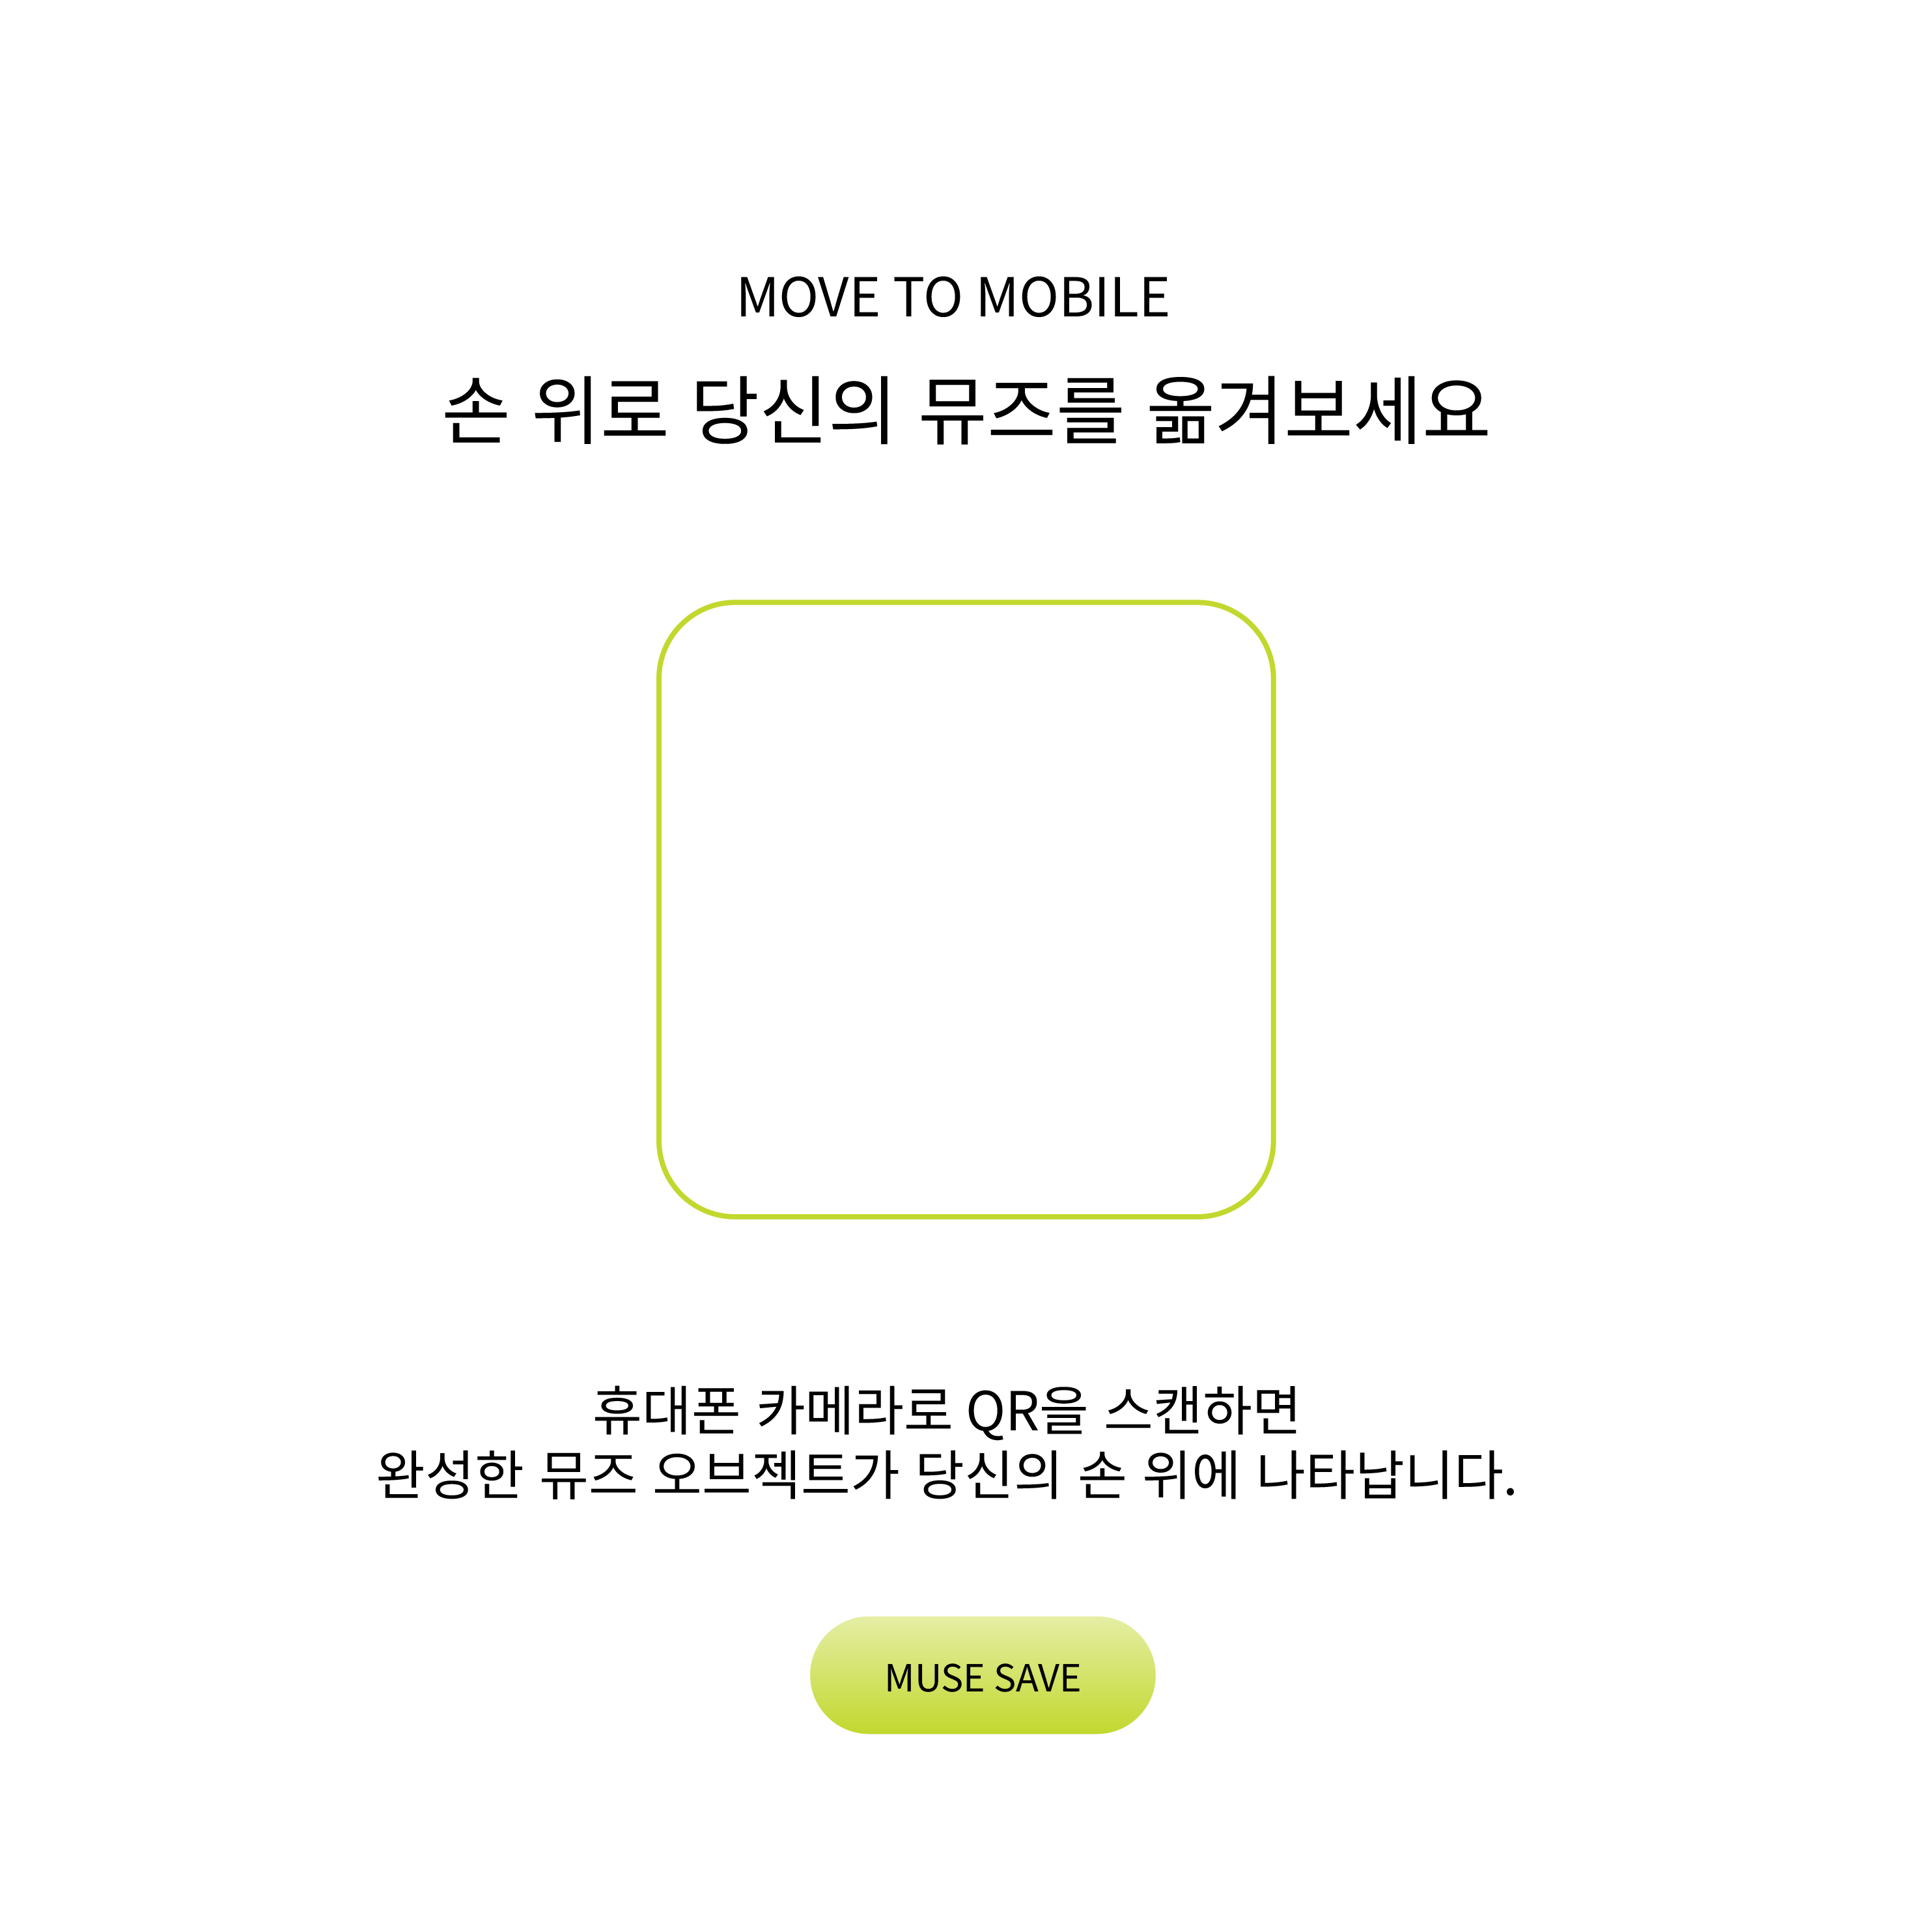 MOVE TO MOBILE
손 위로 당신의 뮤즈를 옮겨보세요
휴대폰 카메라로 QR을 스캔하면
완성한 뮤즈 오브젝트가 당신의 손 위에 나타납니다.
MUSE SAVE